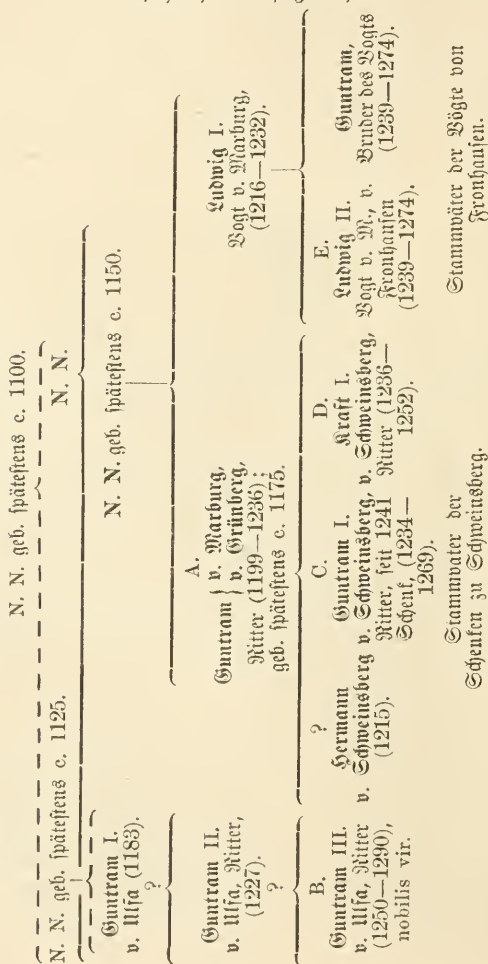 N. N. geb. ſpäteſtens c. 1100.
N. N. geb. ſpäteſtens c. 1125.
N. N.
Guntram I.
v. Ulfa (1183).
?
N. N. geb. ſpäteſtens c. 1150.
Guntram II.
v. Ulfa, Ritter,
(1227).
?
A.
Guntram { v. Marburg,
v. Grünberg,
Ritter (1199—1236);
geb. ſpäteſtens c. 1175.
Ludwig I.
Vogt v. Marburg,
(1216—1232).
B.
Guntram III.
v. Ulfa, Ritter
(1250—1290),
nobilis vir.
?
Hermann
v. Schweinsberg
(1215).
C.
Guntram I.
v. Schweinsberg,
Ritter, ſeit 1241
Schenk, (1234—
1269).
D.
Kraft I.
v. Schweinsberg,
Ritter (1236—
1252).
E.
Ludwig II.
Vogt v. M., v.
Fronhauſen
(1239—1274).
Guntram,
Bruder des Vogts
(1239—1274).
Stammvater der
Schenken zu Schweinsberg.
Stammväter der Vögte von
Fronhauſen.